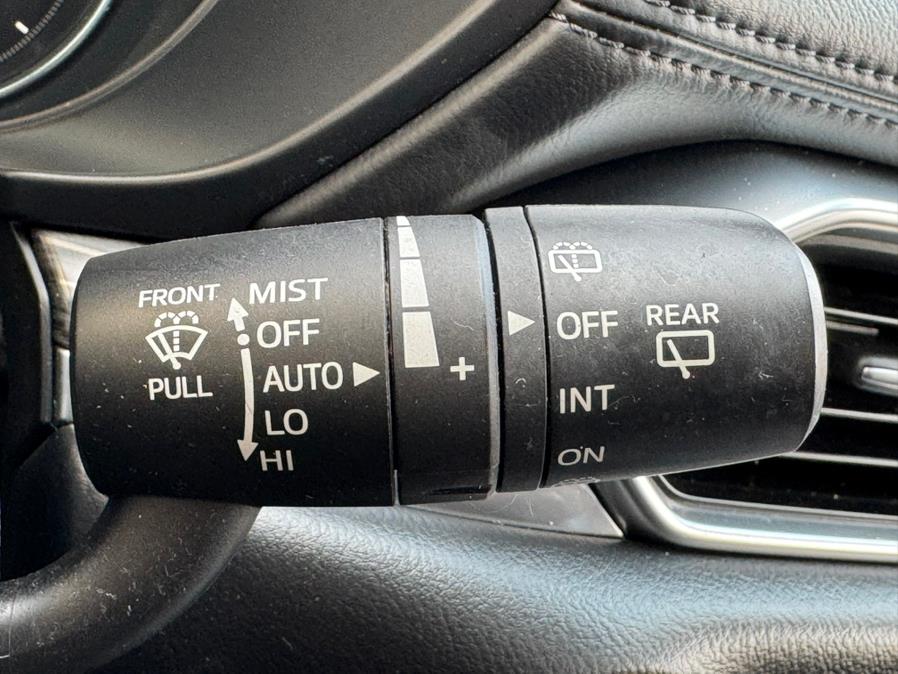 FRONT
PULL
MIST
OFF
AUTO
LO
HI
+
OFF
INT
ON
REAR